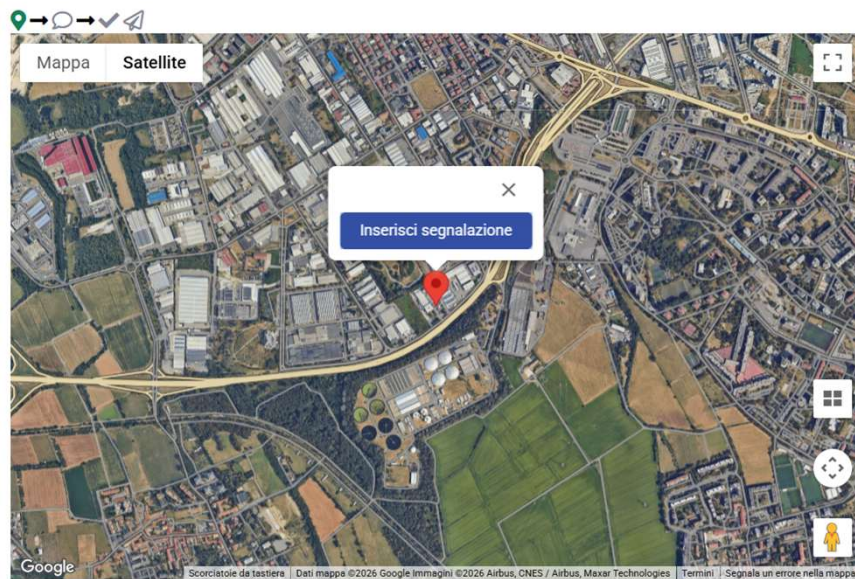 Mappa
Satellite
Inserisci segnalazione
Google
Scorciatoie da tastiera
Dati mappa ©2026 Google Immagini ©2026 Airbus, CNES / Airbus, Maxar Technologies
Termini
Segnala un errore nella mappa